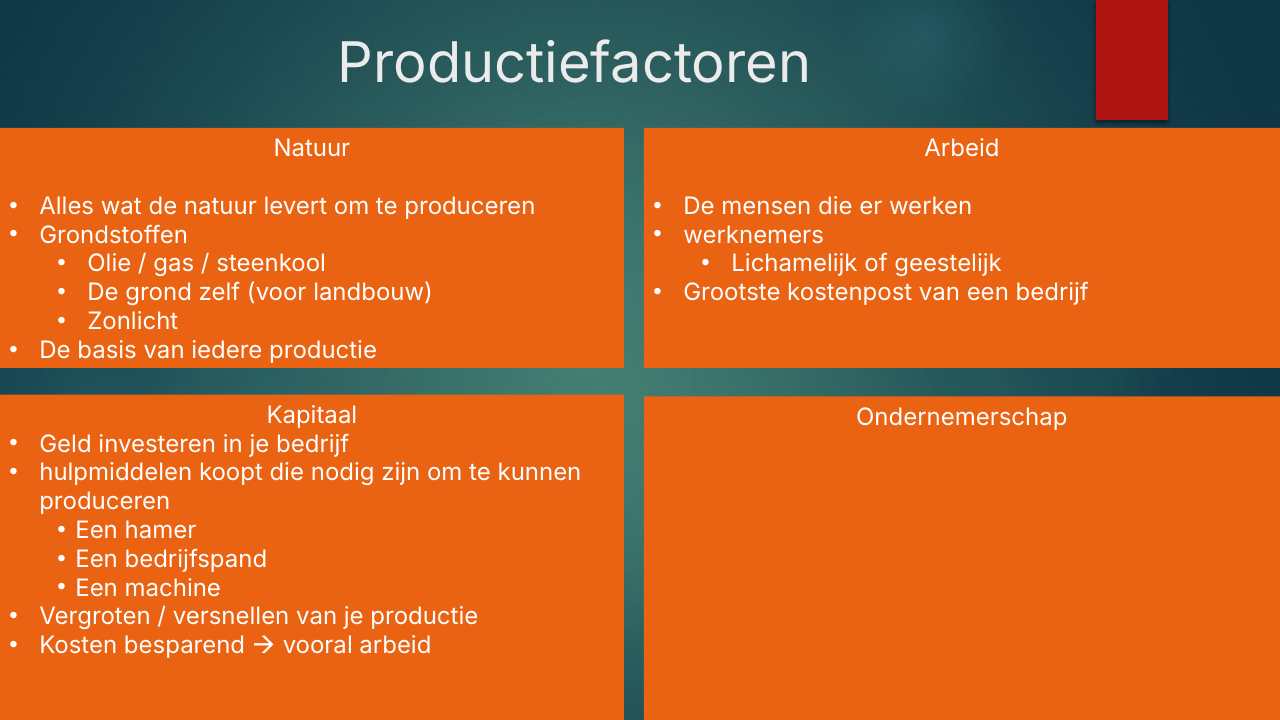 Productiefactoren
Natuur
• Alles wat de natuur levert om te produceren
• Grondstoffen
• Olie / gas / steenkool
• De grond zelf (voor landbouw)
• Zonlicht
• De basis van iedere productie
Arbeid
• De mensen die er werken
• werknemers
• Lichamelijk of geestelijk
• Grootste kostenpost van een bedrijf
Kapitaal
• Geld investeren in je bedrijf
• hulpmiddelen koopt die nodig zijn om te kunnen
produceren
• Een hamer
• Een bedrijfspand
• Een machine
• Vergroten / versnellen van je productie
• Kosten besparend → vooral arbeid
Ondernemerschap